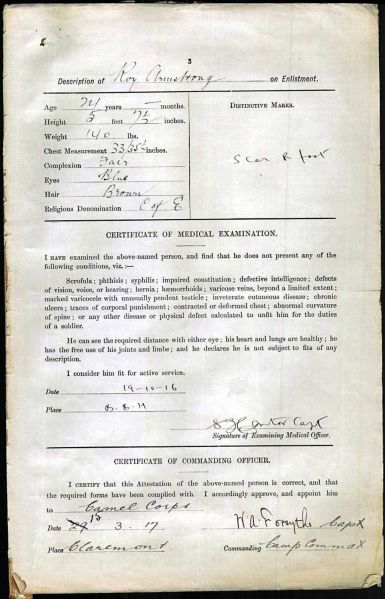 3
Description of Roy Armstrong on Enlistment.
Age 24 years — months.
Height 5 feet 7½ inches.
Weight 140 lbs.
Chest Measurement 33/35½ inches.
Complexion Fair
Eyes Blue
Hair Brown
Religious Denomination C of E
DISTINCTIVE MARKS.
Scar R foot
CERTIFICATE OF MEDICAL EXAMINATION.
I HAVE examined the above-named person, and find that he does not present any of the
following conditions, viz. :—
Scrofula ; phthisis ; syphilis ; impaired constitution ; defective intelligence ; defects
of vision, voice, or hearing ; hernia ; hæmorrhoids ; varicose veins, beyond a limited extent ;
marked varicocele with unusually pendent testicle ; inveterate cutaneous disease ; chronic
ulcers ; traces of corporal punishment ; contracted or deformed chest ; abnormal curvature
of spine ; or any other disease or physical defect calculated to unfit him for the duties
of a soldier.
He can see the required distance with either eye ; his heart and lungs are healthy ; he
has the free use of his joints and limbs ; and he declares he is not subject to fits of any
description.
I consider him fit for active service.
Date 19-10-16
Place
Capt
Signature of Examining Medical Officer.
CERTIFICATE OF COMMANDING OFFICER.
I CERTIFY that this Attestation of the above-named person is correct, and that
the required forms have been complied with. I accordingly approve, and appoint him
to Camel Corps
Date 13 3. 17
W.A. Forsythe Capt
Place Claremont
Commanding Camp Commdt